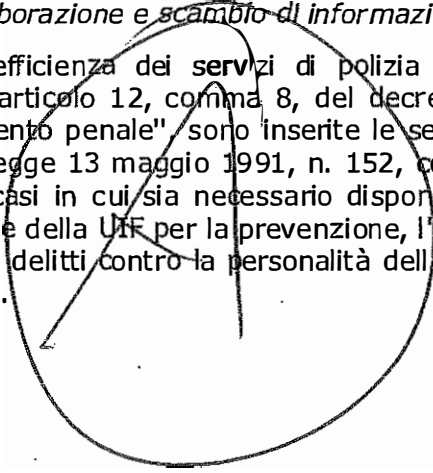 borazione e scambio di informazi
efficienza dei servizi di polizia
articolo 12, comma 8, del decre
ento penale", sono inserite le se
egge 13 maggio 1991, n. 152, c
casi in cui sia necessario dispor
e della UIF per la prevenzione, l'
delitti contro la personalità dell
.